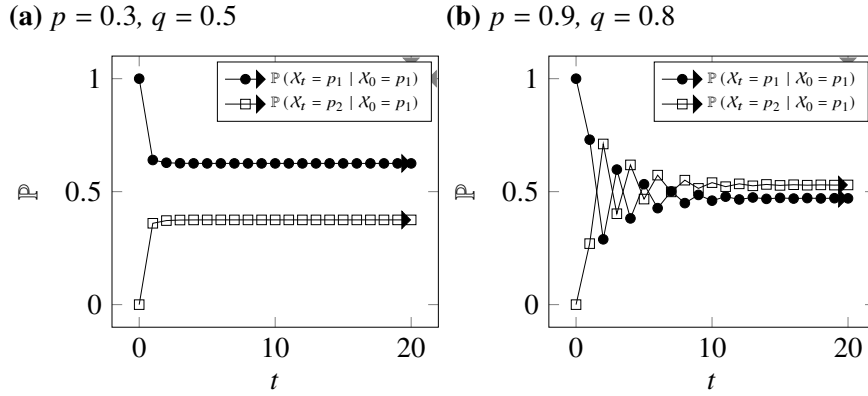 (a) p = 0.3, q = 0.5
1
0.5
0
ℙ
0
20
t
ℙ (X_t = p_1 | X_0 = p_1)
ℙ (X_t = p_2 | X_0 = p_1)
(b) p = 0.9, q = 0.8
1
0.5
0
ℙ
0
10
20
t
ℙ (X_t = p_1 | X_0 = p_1)
ℙ (X_t = p_2 | X_0 = p_1)